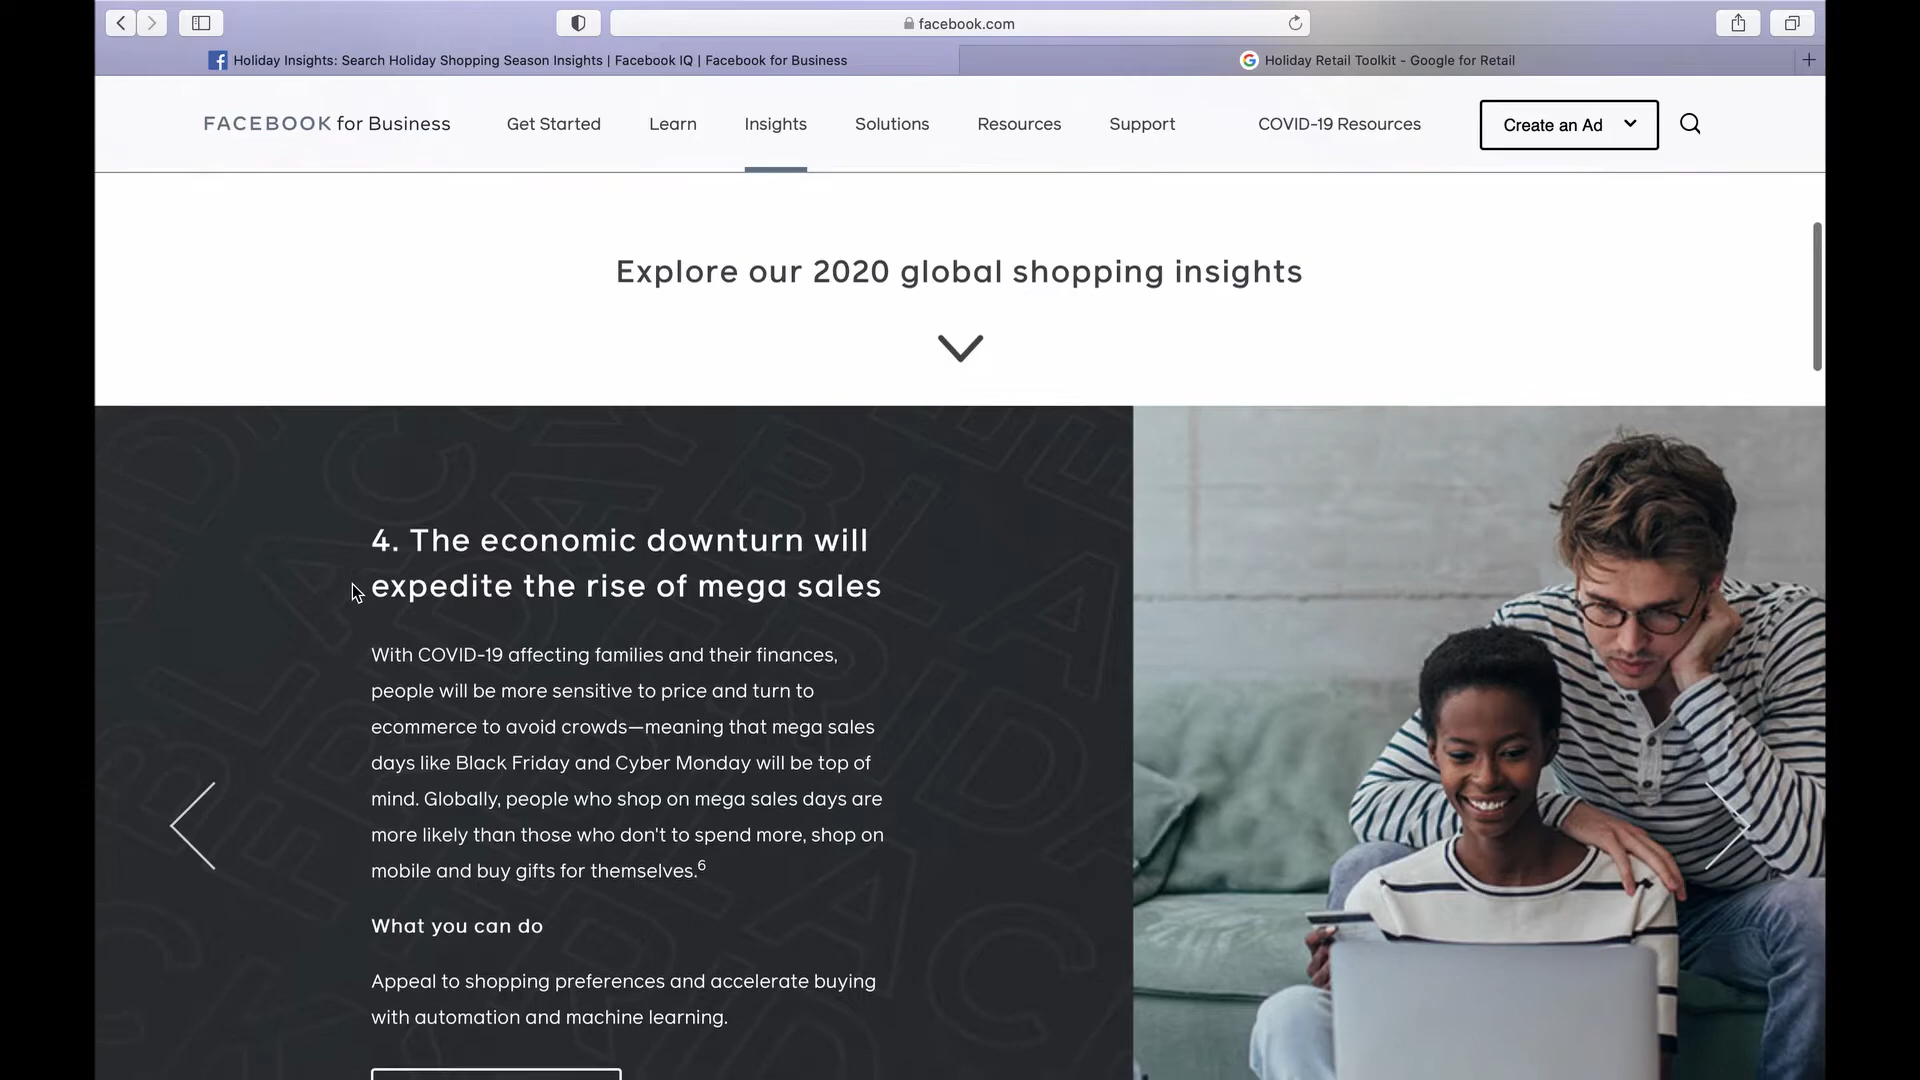 facebook.com
Holiday Insights: Search Holiday Shopping Season Insights | Facebook IQ | Facebook for Business
Holiday Retail Toolkit - Google for Retail
FACEBOOK for Business
Get Started
Learn
Insights
Solutions
Resources
Support
COVID-19 Resources
Create an Ad
Explore our 2020 global shopping insights
4. The economic downturn will
expedite the rise of mega sales
With COVID-19 affecting families and their finances,
people will be more sensitive to price and turn to
ecommerce to avoid crowds—meaning that mega sales
days like Black Friday and Cyber Monday will be top of
mind. Globally, people who shop on mega sales days are
more likely than those who don't to spend more, shop on
mobile and buy gifts for themselves.⁶
What you can do
Appeal to shopping preferences and accelerate buying
with automation and machine learning.